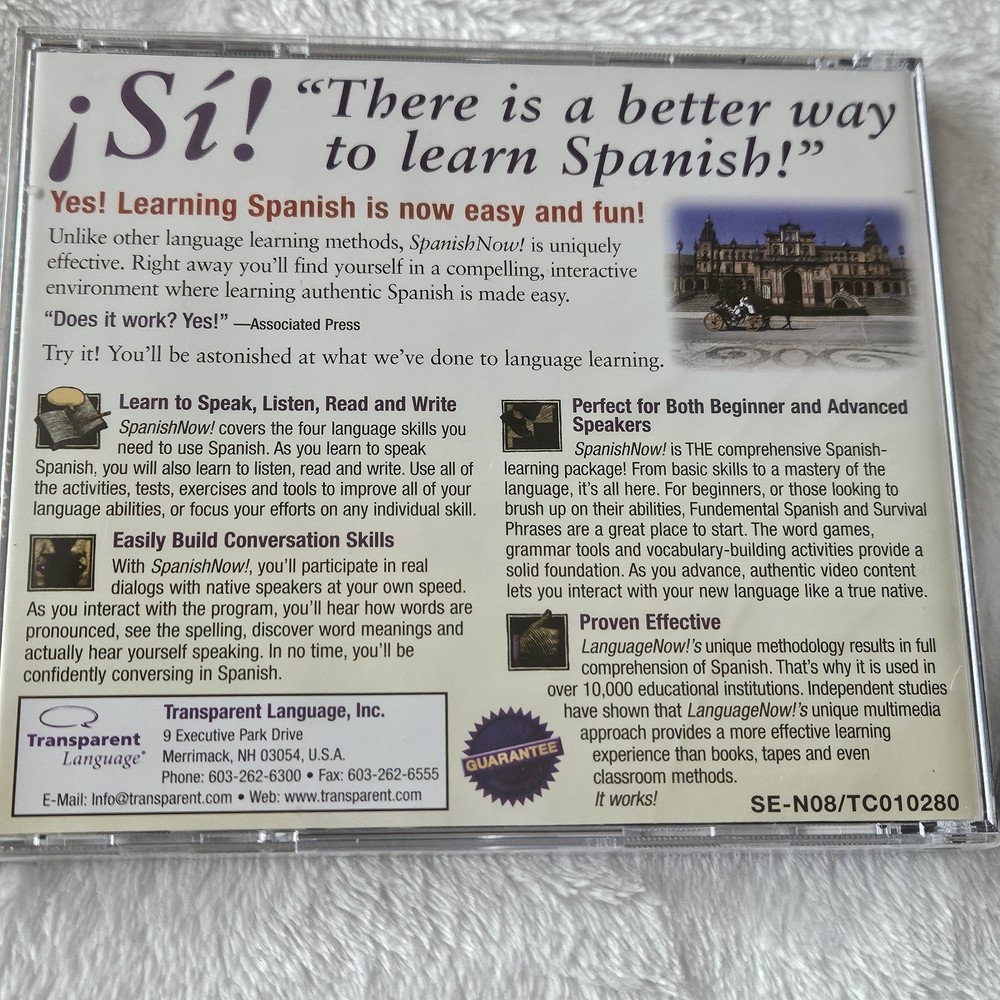 ¡Sí! “There is a better way
to learn Spanish!”
Yes! Learning Spanish is now easy and fun!
Unlike other language learning methods, SpanishNow! is uniquely
effective. Right away you’ll find yourself in a compelling, interactive
environment where learning authentic Spanish is made easy.
“Does it work? Yes!” —Associated Press
Try it! You’ll be astonished at what we’ve done to language learning.
Learn to Speak, Listen, Read and Write
SpanishNow! covers the four language skills you
need to use Spanish. As you learn to speak
Spanish, you will also learn to listen, read and write. Use all of
the activities, tests, exercises and tools to improve all of your
language abilities, or focus your efforts on any individual skill.
Easily Build Conversation Skills
With SpanishNow!, you’ll participate in real
dialogs with native speakers at your own speed.
As you interact with the program, you’ll hear how words are
pronounced, see the spelling, discover word meanings and
actually hear yourself speaking. In no time, you’ll be
confidently conversing in Spanish.
Perfect for Both Beginner and Advanced
Speakers
SpanishNow! is THE comprehensive Spanish-
learning package! From basic skills to a mastery of the
language, it’s all here. For beginners, or those looking to
brush up on their abilities, Fundemental Spanish and Survival
Phrases are a great place to start. The word games,
grammar tools and vocabulary-building activities provide a
solid foundation. As you advance, authentic video content
lets you interact with your new language like a true native.
Proven Effective
LanguageNow!’s unique methodology results in full
comprehension of Spanish. That’s why it is used in
over 10,000 educational institutions. Independent studies
have shown that LanguageNow!’s unique multimedia
approach provides a more effective learning
experience than books, tapes and even
classroom methods.
It works!
Transparent
Language®
Transparent Language, Inc.
9 Executive Park Drive
Merrimack, NH 03054, U.S.A.
Phone: 603-262-6300 • Fax: 603-262-6555
E-Mail: Info@transparent.com • Web: www.transparent.com
GUARANTEE
SE-N08/TC010280